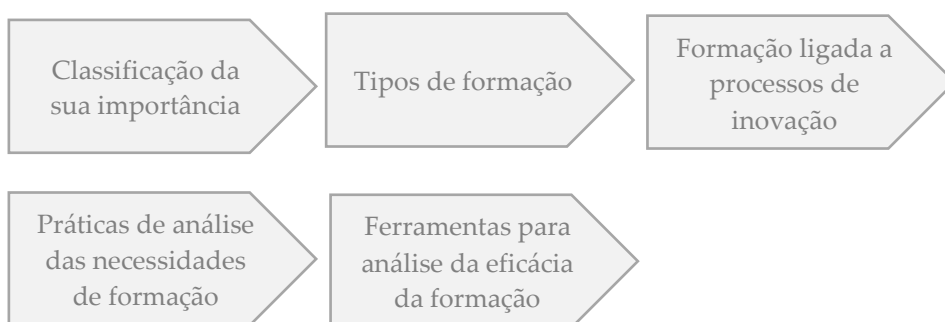 Classificação da
sua importância
Tipos de formação
Formação ligada a
processos de
inovação
Práticas de análise
das necessidades
de formação
Ferramentas para
análise da eficácia
da formação